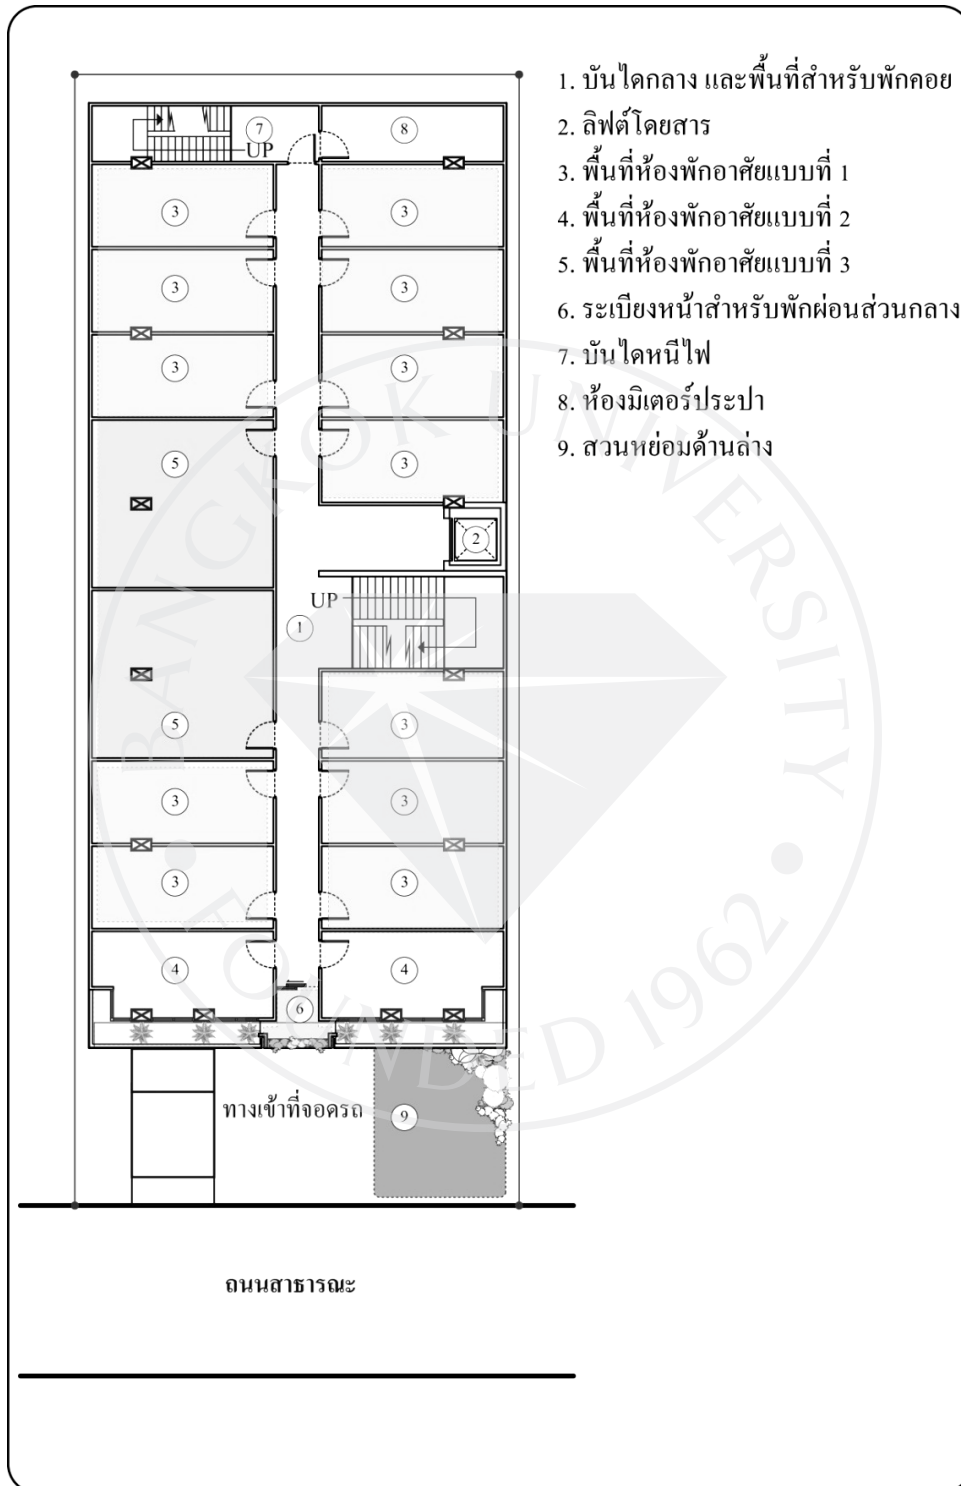 1. บันไดกลาง และพื้นที่สำหรับพักคอย
2. ลิฟต์โดยสาร
3. พื้นที่ห้องพักอาศัยแบบที่ 1
4. พื้นที่ห้องพักอาศัยแบบที่ 2
5. พื้นที่ห้องพักอาศัยแบบที่ 3
6. ระเบียงหน้าสำหรับพักผ่อนส่วนกลาง
7. บันไดหนีไฟ
8. ห้องมิเตอร์ประปา
9. สวนหย่อมด้านล่าง
7 8
UP
3 3
3 3
3 3
5 3
2
UP
1
5 3
3 3
3 3
4 4
6
ทางเข้าที่จอดรถ 9
ถนนสาธารณะ
BANGKOK UNIVERSITY
FOUNDED 1962